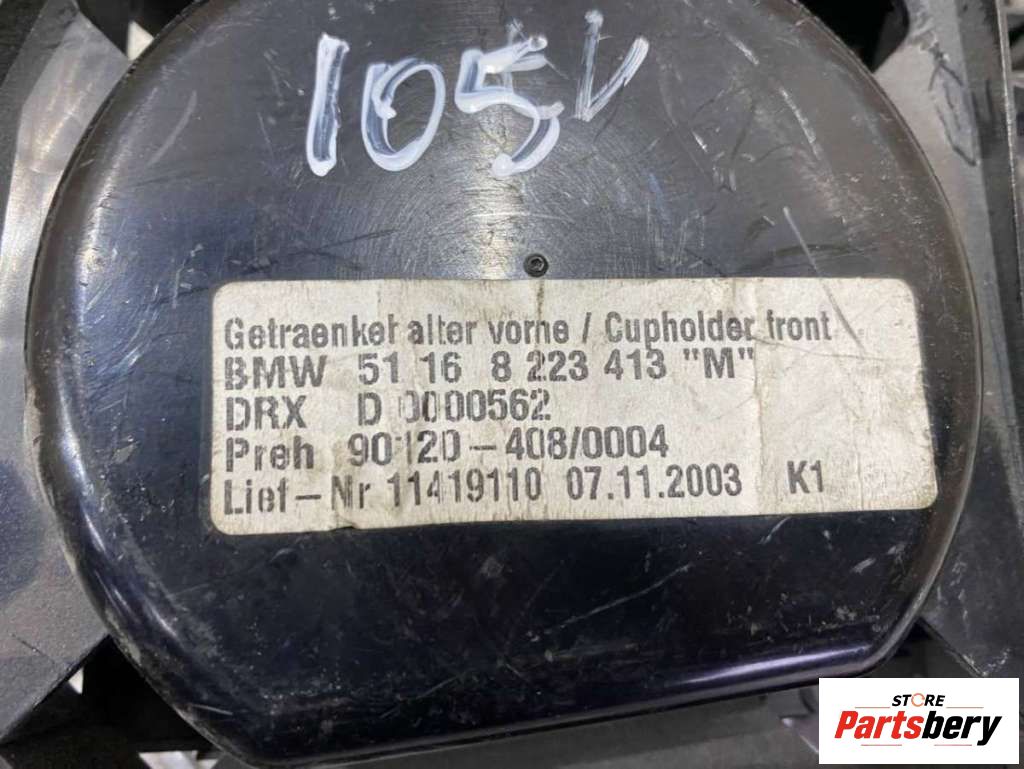 105V
Getraenkehalter vorne / Cupholder front
BMW 51 16 8 223 413 "M"
DRX D 0000562
Preh 90120-408/0004
Lief-Nr 11419110 07.11.2003 K1
STORE
Partsbery